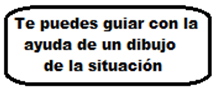 Te puedes guiar con la
ayuda de un dibujo
de la situación